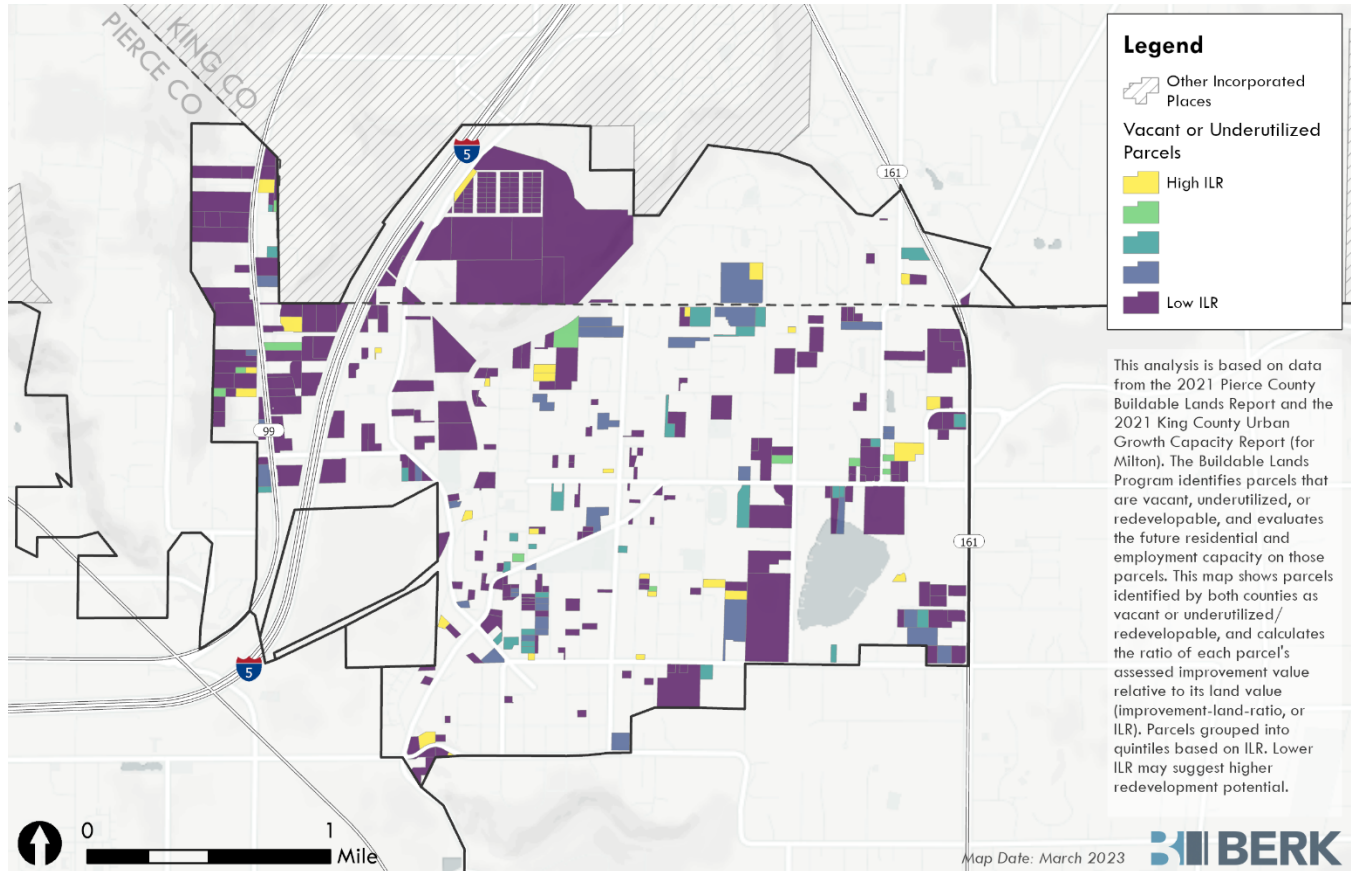 KING CO
PIERCE CO
5
161
99
161
5
Legend
Other Incorporated
Places
Vacant or Underutilized
Parcels
High ILR
Low ILR
This analysis is based on data
from the 2021 Pierce County
Buildable Lands Report and the
2021 King County Urban
Growth Capacity Report (for
Milton). The Buildable Lands
Program identifies parcels that
are vacant, underutilized, or
redevelopable, and evaluates
the future residential and
employment capacity on those
parcels. This map shows parcels
identified by both counties as
vacant or underutilized/
redevelopable, and calculates
the ratio of each parcel's
assessed improvement value
relative to its land value
(improvement-land-ratio, or
ILR). Parcels grouped into
quintiles based on ILR. Lower
ILR may suggest higher
redevelopment potential.
0 1
Mile
Map Date: March 2023
BERK